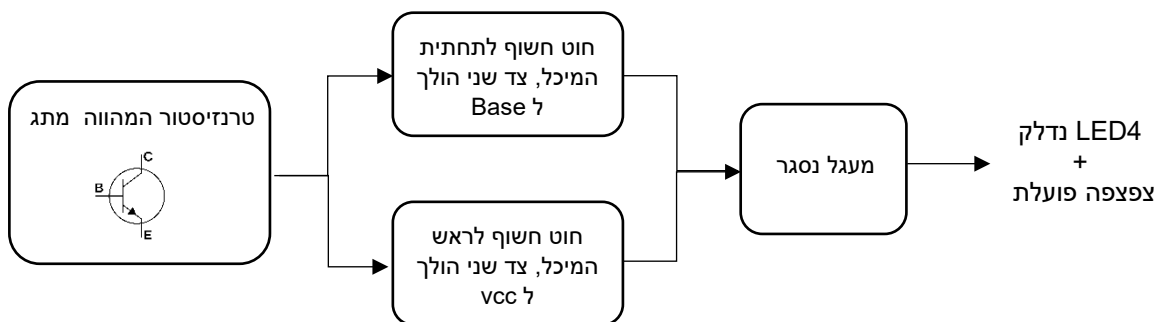 טרנזיסטור המהווה מתג
C
B
E
חוט חשוף לתחתית
המיכל, צד שני הולך
ל Base
חוט חשוף לראש
המיכל, צד שני הולך
ל vcc
מעגל נסגר
LED4 נדלק
+
צפצפה פועלת